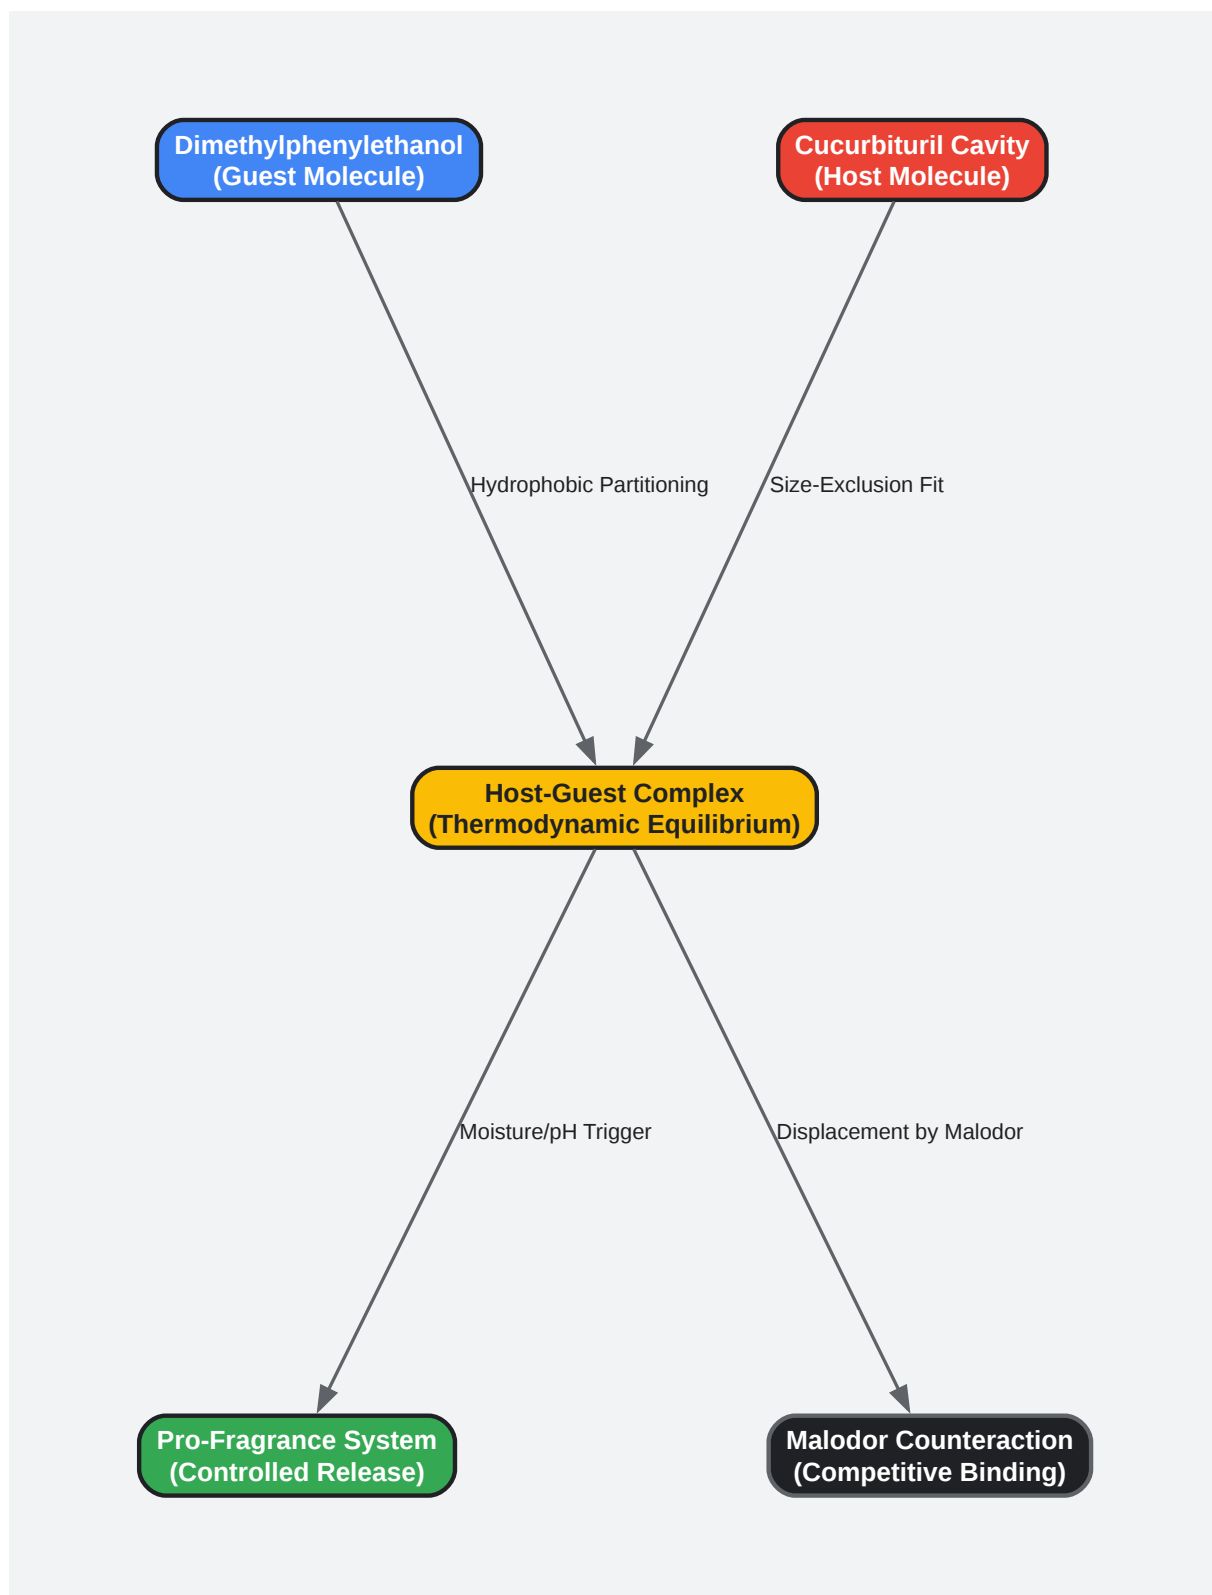 Dimethylphenylethanol
(Guest Molecule)
Cucurbituril Cavity
(Host Molecule)
Hydrophobic Partitioning
Size-Exclusion Fit
Host-Guest Complex
(Thermodynamic Equilibrium)
Moisture/pH Trigger
Displacement by Malodor
Pro-Fragrance System
(Controlled Release)
Malodor Counteraction
(Competitive Binding)